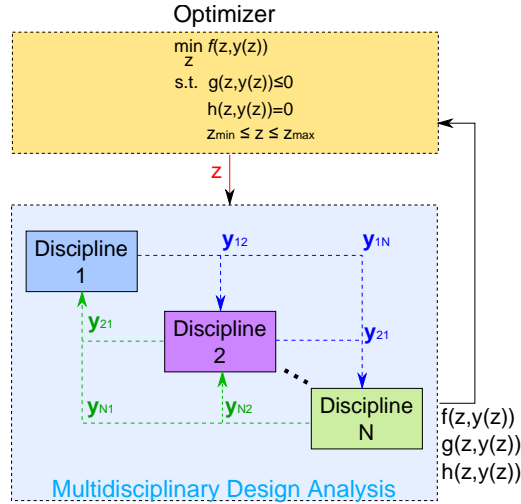 Optimizer
min f(z,y(z))
z
s.t. g(z,y(z))≤0
h(z,y(z))=0
zmin ≤ z ≤ zmax
z
Discipline
1
y12
y1N
y21
Discipline
2
y21
yN1
yN2
Discipline
N
f(z,y(z))
g(z,y(z))
h(z,y(z))
Multidisciplinary Design Analysis